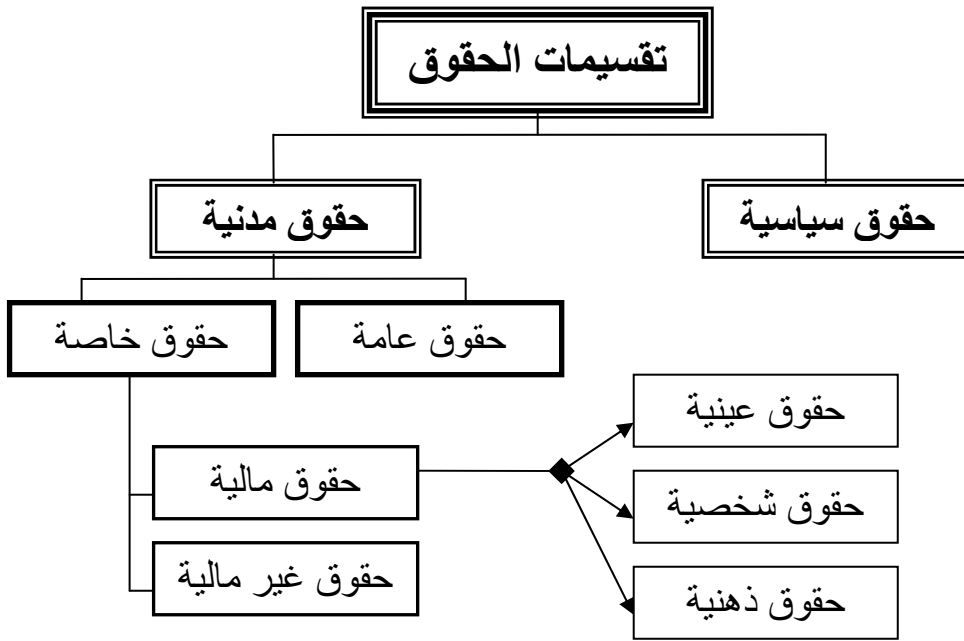 تقسيمات الحقوق
حقوق سياسية
حقوق مدنية
حقوق عامة
حقوق خاصة
حقوق عينية
حقوق مالية
حقوق شخصية
حقوق غير مالية
حقوق ذهنية